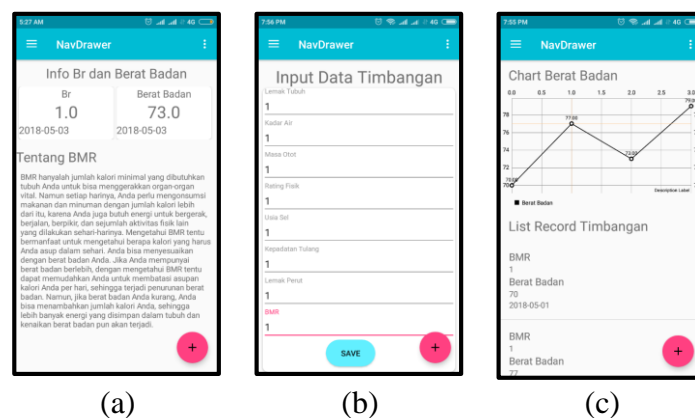 5:27 AM
4G
NavDrawer
Info Br dan Berat Badan
Br
Berat Badan
1.0
73.0
2018-05-03
2018-05-03
Tentang BMR
BMR hanyalah jumlah kalori minimal yang dibutuhkan
tubuh Anda untuk bisa menggerakkan organ-organ
vital. Namun setiap harinya, Anda perlu mengonsumsi
makanan dan minuman dengan jumlah kalori lebih
dari itu, karena Anda juga butuh energi untuk bergerak,
berjalan, berpikir, dan sejumlah aktivitas fisik lain
yang dilakukan sehari-harinya. Mengetahui BMR tentu
bermanfaat untuk mengetahui berapa kalori yang harus
Anda asup dalam sehari. Anda bisa menyesuaikan
dengan berat badan Anda. Jika Anda mempunyai
berat badan berlebih, dengan mengetahui BMR tentu
dapat memudahkan Anda untuk membatasi asupan
kalori Anda per hari, sehingga terjadi penurunan berat
badan. Namun, jika berat badan Anda kurang, Anda
bisa menambahkan jumlah kalori Anda, sehingga
lebih banyak energi yang disimpan dalam tubuh dan
kenaikan berat badan pun akan terjadi.
+
(a)
7:56 PM
4G
NavDrawer
Input Data Timbangan
Lemak Tubuh
1
Kadar Air
1
Masa Otot
1
Rating Fisik
1
Usia Sel
1
Kepadatan Tulang
1
Lemak Perut
1
BMR
1
SAVE
+
(b)
7:55 PM
4G
NavDrawer
Chart Berat Badan
0.0 0.5 1.0 1.5 2.0 2.5 3.0
78
76
74
72
70
77.00
73.00
Description Label
Berat Badan
List Record Timbangan
BMR
1
Berat Badan
70
2018-05-01
BMR
1
Berat Badan
77
+
(c)